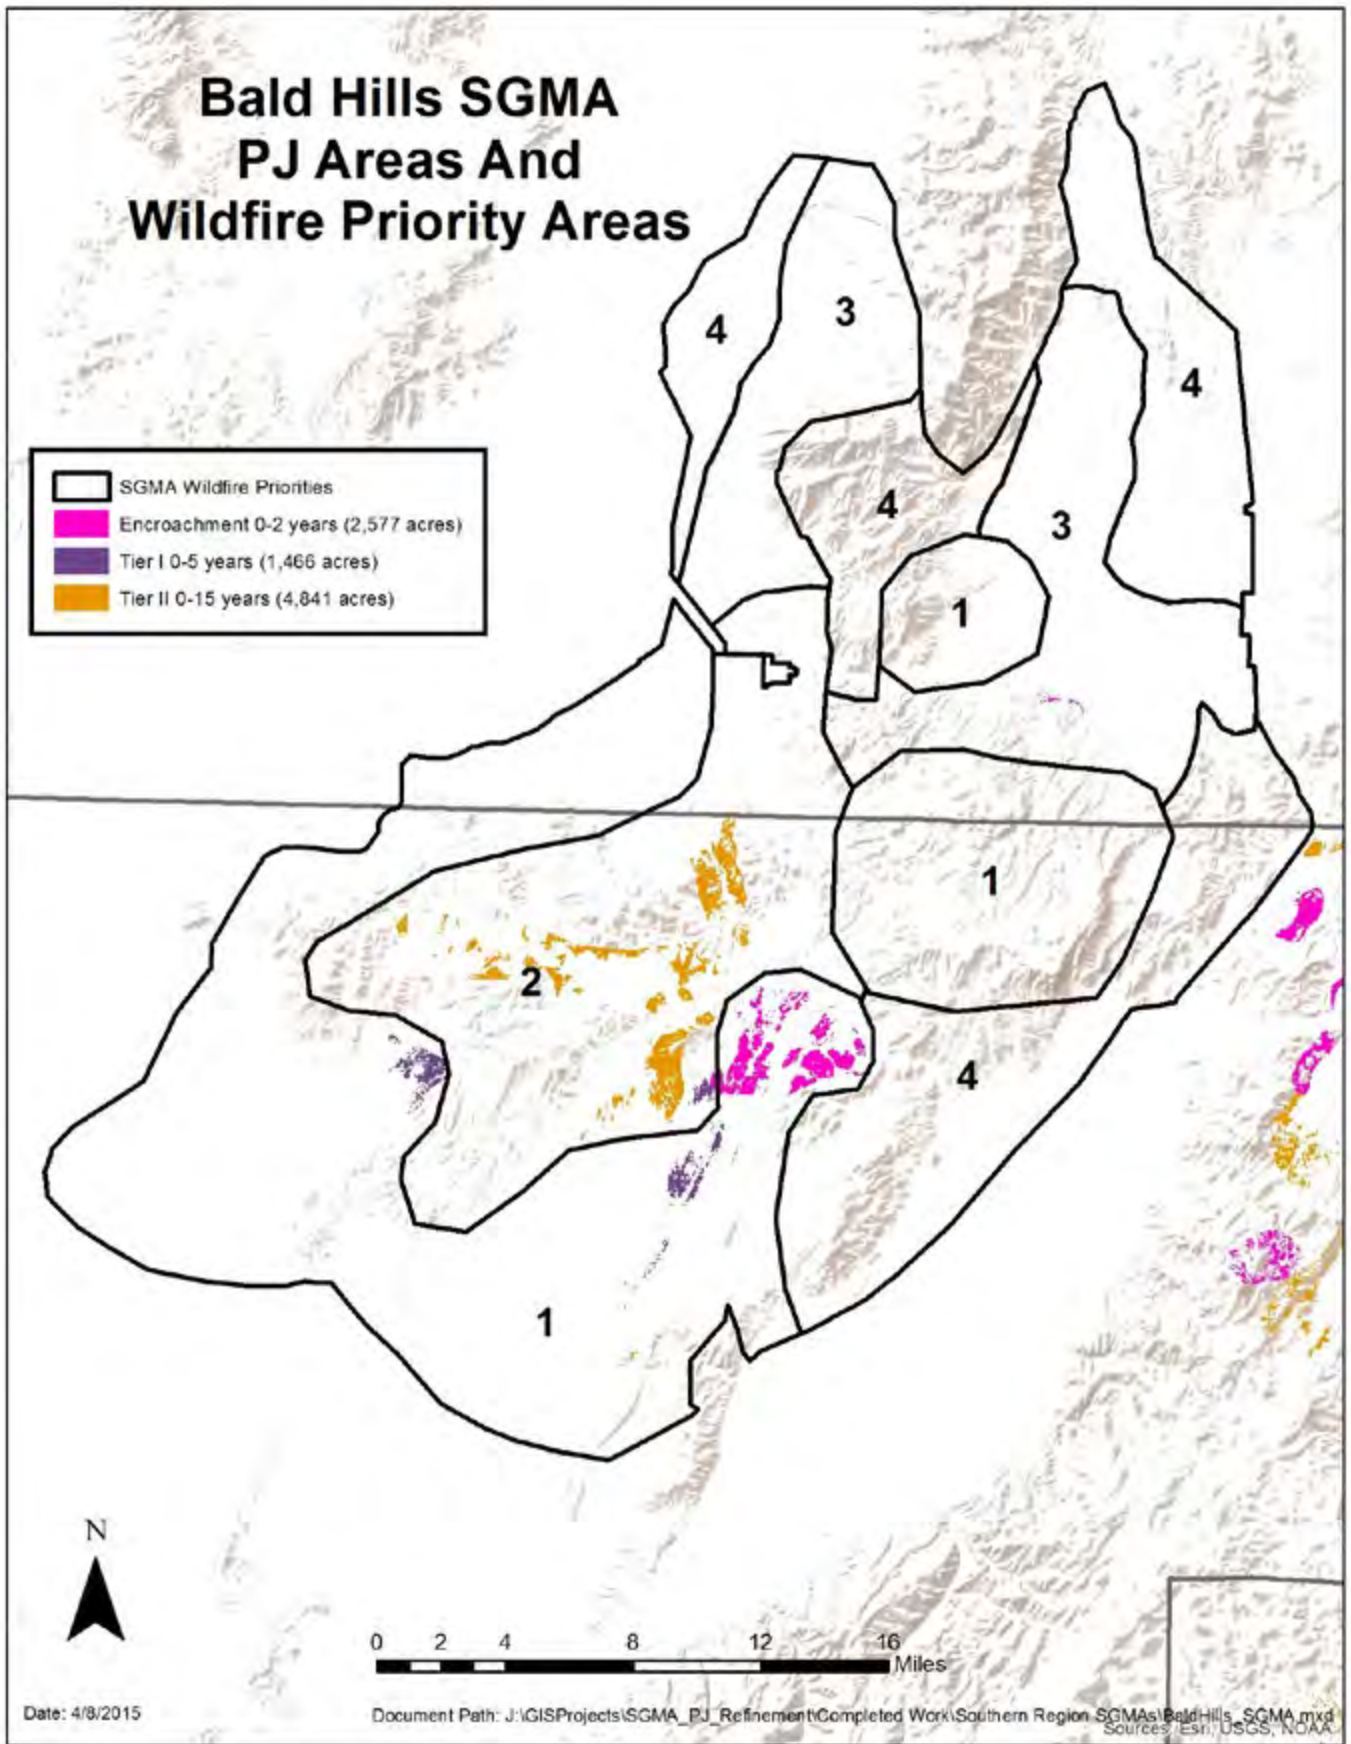 Bald Hills SGMA
PJ Areas And
Wildfire Priority Areas
4
3
4
SGMA Wildfire Priorities
Encroachment 0-2 years (2,577 acres)
Tier I 0-5 years (1,466 acres)
Tier II 0-15 years (4,841 acres)
4
3
1
1
2
4
1
N
0 2 4 8 12 16
Miles
Date: 4/8/2015
Document Path: J:\GISProjects\SGMA_PJ_Refinement\Completed Work\Southern Region SGMAs\BaldHills_SGMA.mxd
Sources: Esri, USGS, NOAA